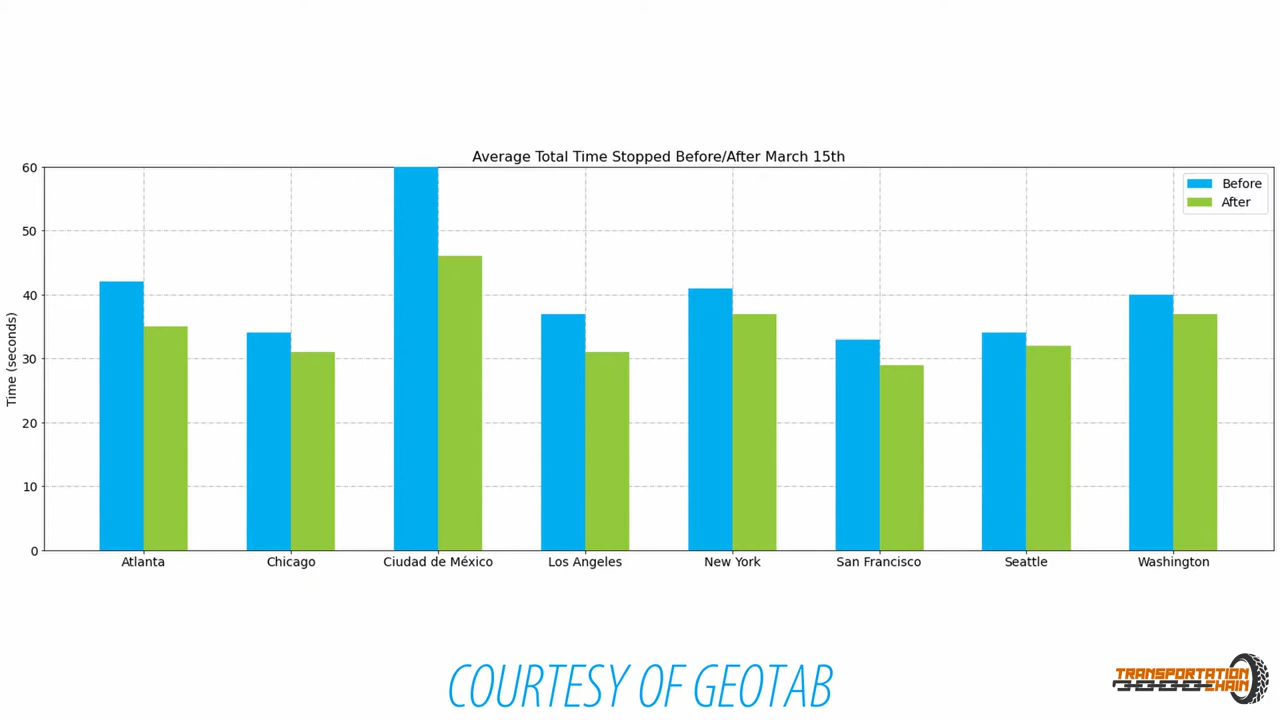 Average Total Time Stopped Before/After March 15th
Before
After
Time (seconds)
60
50
40
30
20
10
0
Atlanta
Chicago
Ciudad de México
Los Angeles
New York
San Francisco
Seattle
Washington
COURTESY OF GEOTAB
TRANSPORTATION
CHAIN